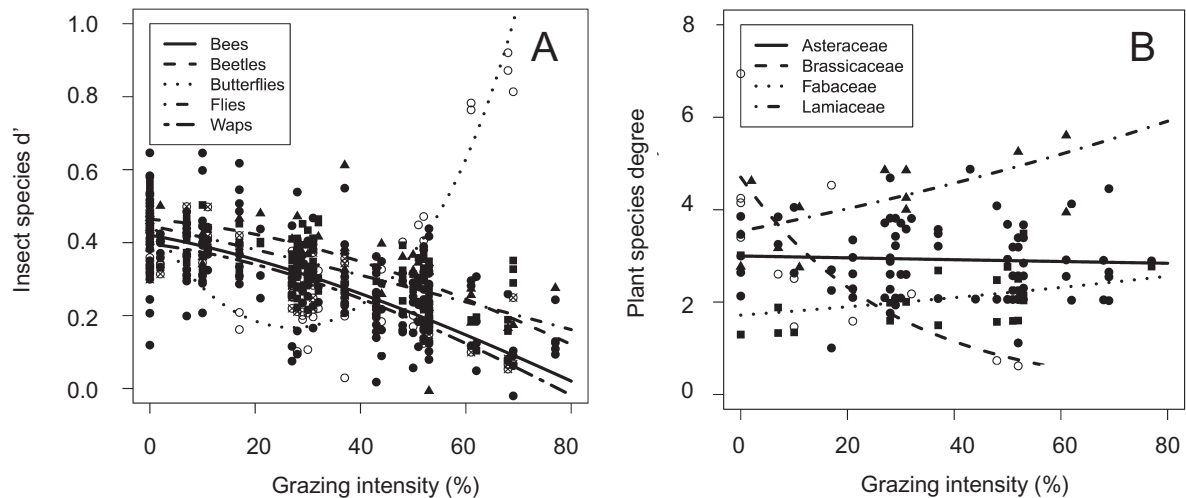 A
Bees
Beetles
Butterflies
Flies
Waps
1.0
0.8
0.6
0.4
0.2
0.0
Insect species d'
0
20
40
60
80
Grazing intensity (%)
B
Asteraceae
Brassicaceae
Fabaceae
Lamiaceae
8
6
4
2
0
Plant species degree
0
20
40
60
80
Grazing intensity (%)